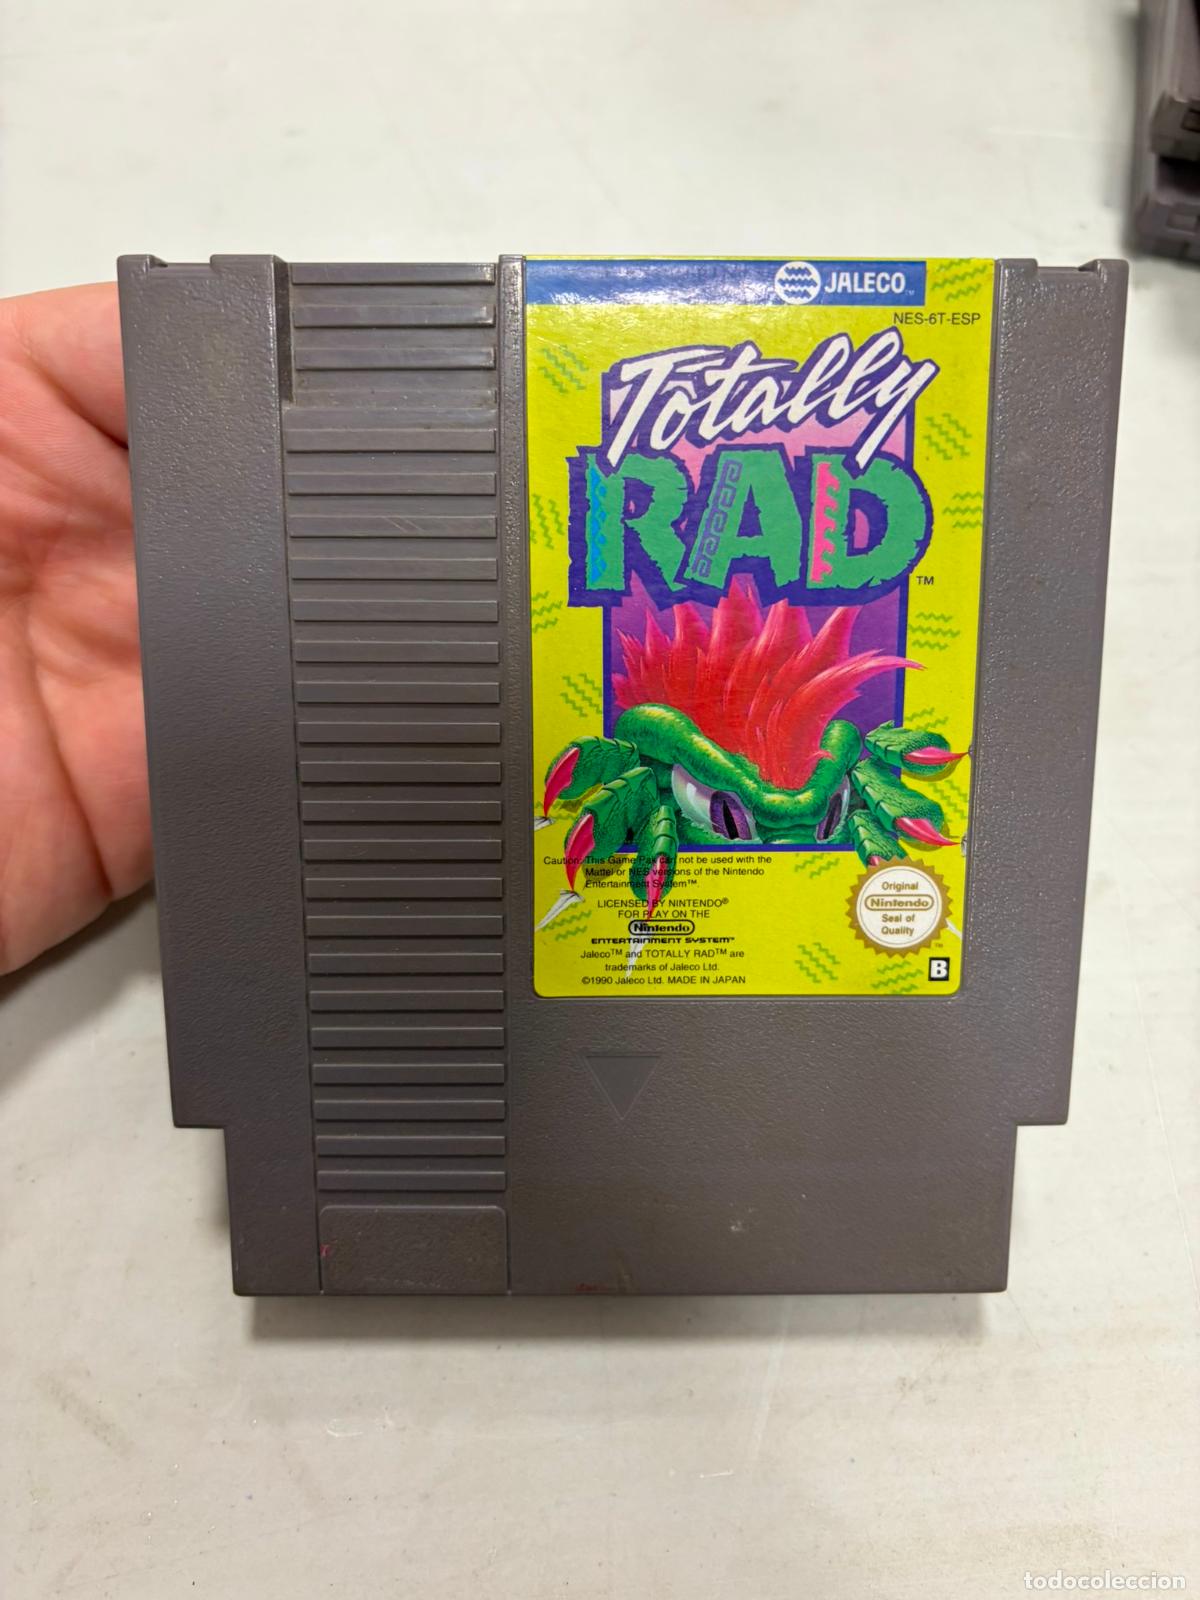 JALECO™
NES-6T-ESP
Totally
RAD™
Caution: This Game Pak can not be used with the
Mattel or NES versions of the Nintendo
Entertainment System™.
LICENSED BY NINTENDO®
FOR PLAY ON THE
Nintendo
ENTERTAINMENT SYSTEM™
Jaleco™ and TOTALLY RAD™ are
trademarks of Jaleco Ltd.
©1990 Jaleco Ltd. MADE IN JAPAN
Original
Nintendo
Seal of
Quality
™
B
todocoleccion